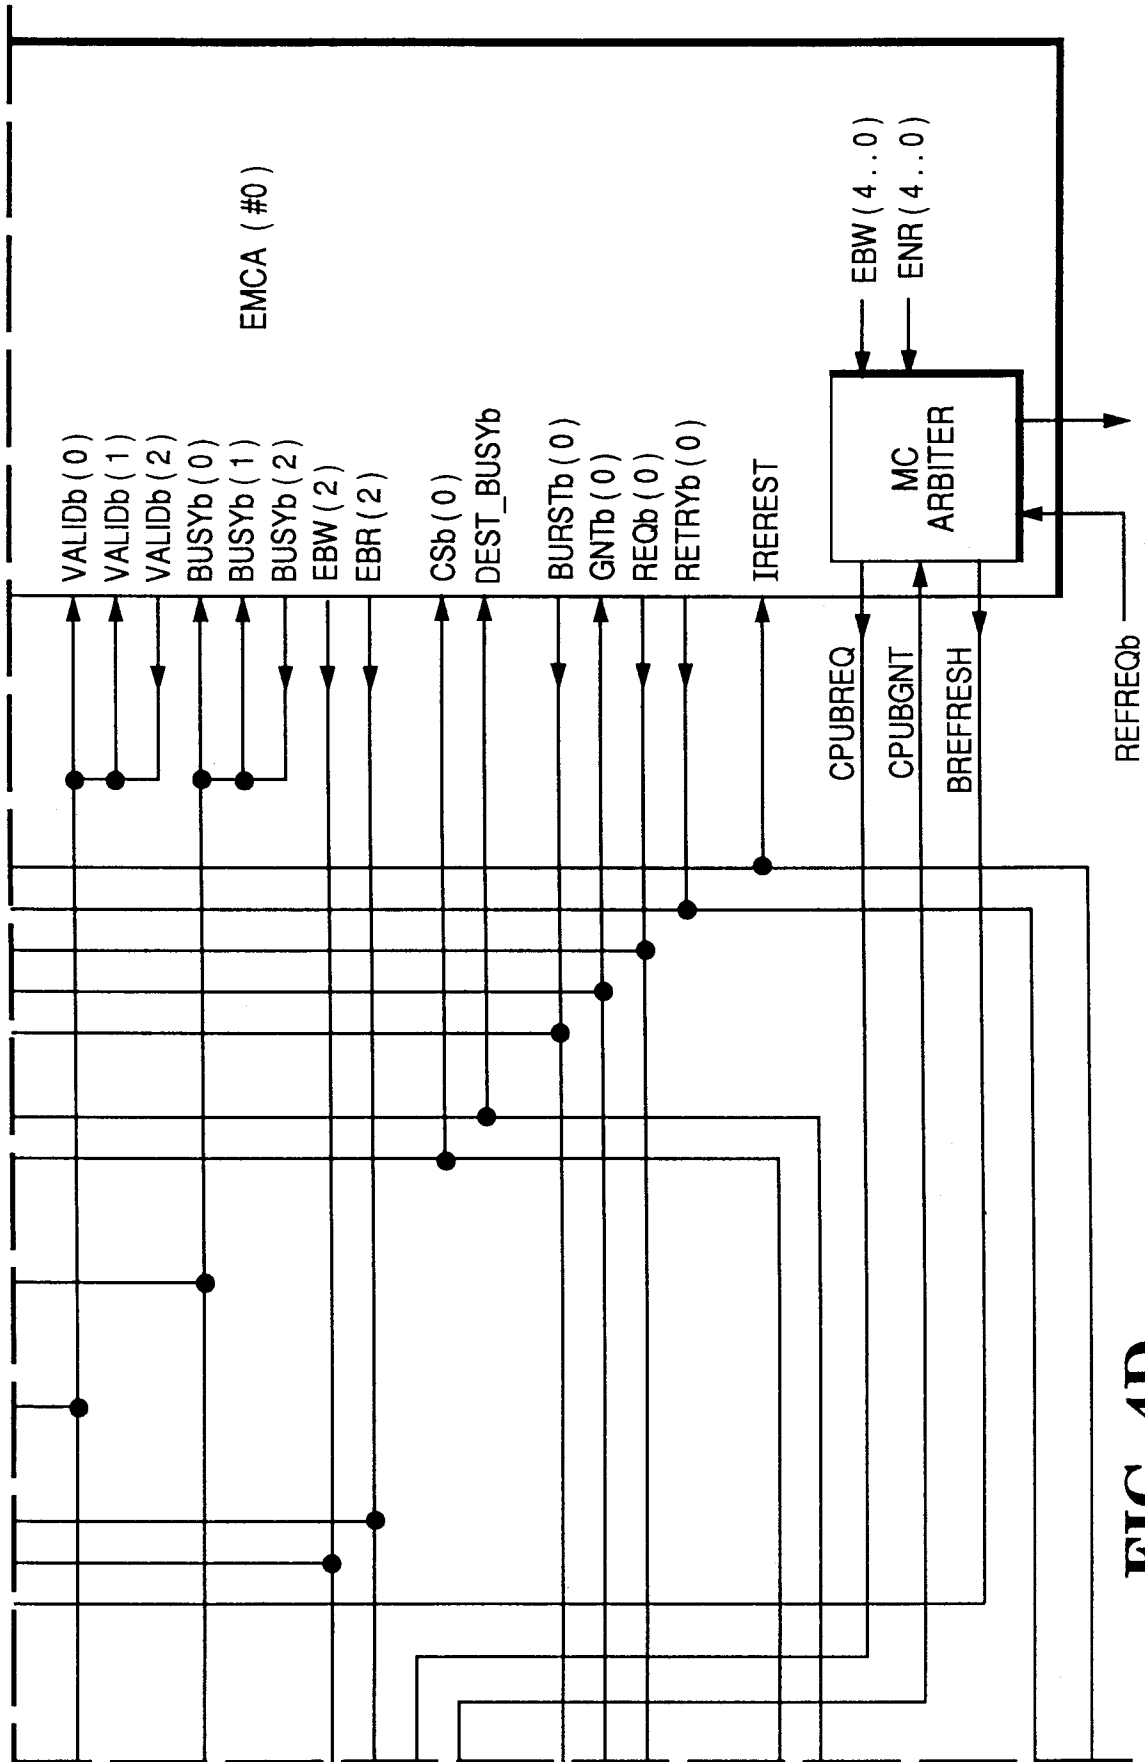 VALIDb(0)
VALIDb(1)
VALIDb(2)
BUSYb(0)
BUSYb(1)
BUSYb(2)
EBW(2)
EBR(2)
CSb(0)
DEST_BUSYb
BURSTb(0)
GNTb(0)
REQb(0)
RETRYb(0)
IREREST
EMCA (#0)
MC
ARBITER
EBW(4..0)
ENR(4..0)
CPUBREQ
CPUBGNT
BREFRESH
REFREQb